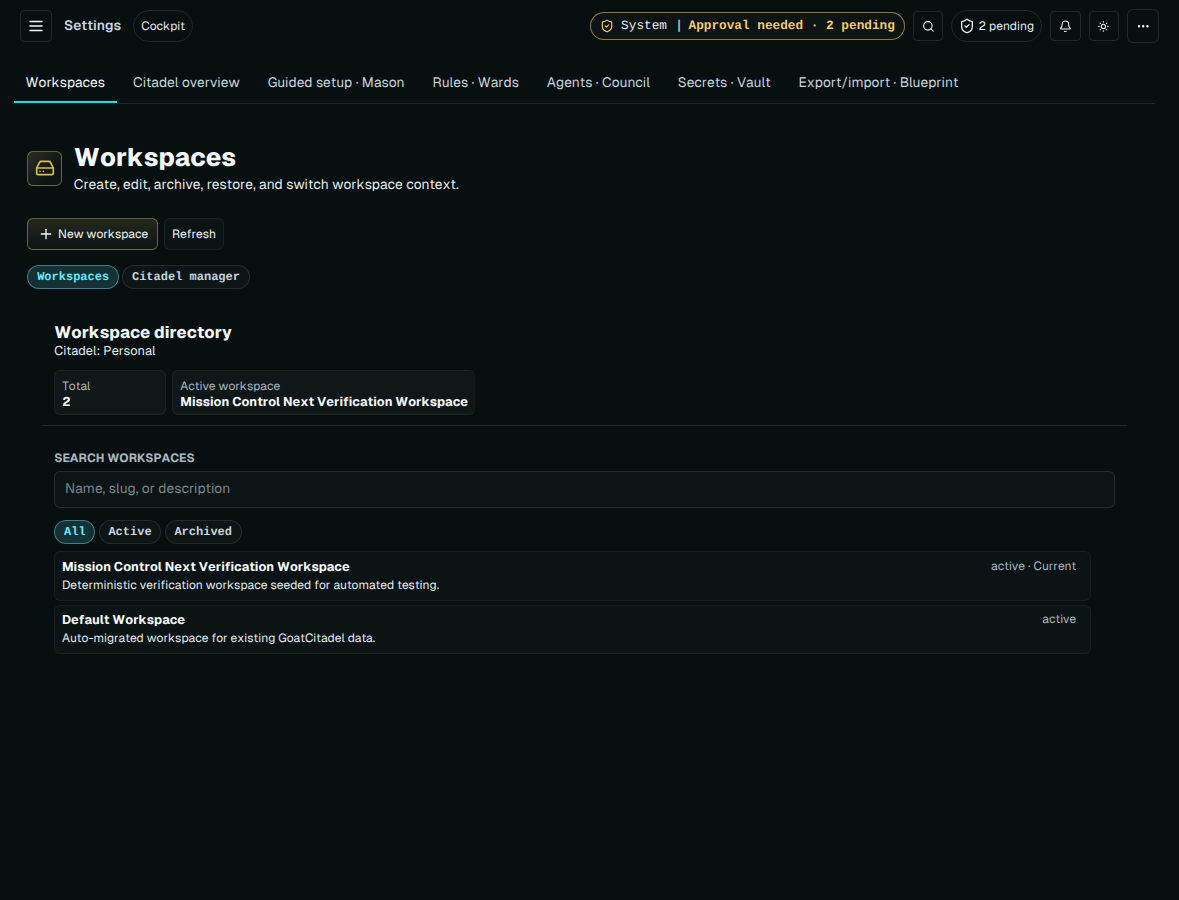 Settings Cockpit System | Approval needed · 2 pending 2 pending
Workspaces Citadel overview Guided setup · Mason Rules · Wards Agents · Council Secrets · Vault Export/import · Blueprint
Workspaces
Create, edit, archive, restore, and switch workspace context.
New workspace Refresh
Workspaces Citadel manager
Workspace directory
Citadel: Personal
Total Active workspace
2 Mission Control Next Verification Workspace
SEARCH WORKSPACES
Name, slug, or description
All Active Archived
Mission Control Next Verification Workspace active · Current
Deterministic verification workspace seeded for automated testing.
Default Workspace active
Auto-migrated workspace for existing GoatCitadel data.